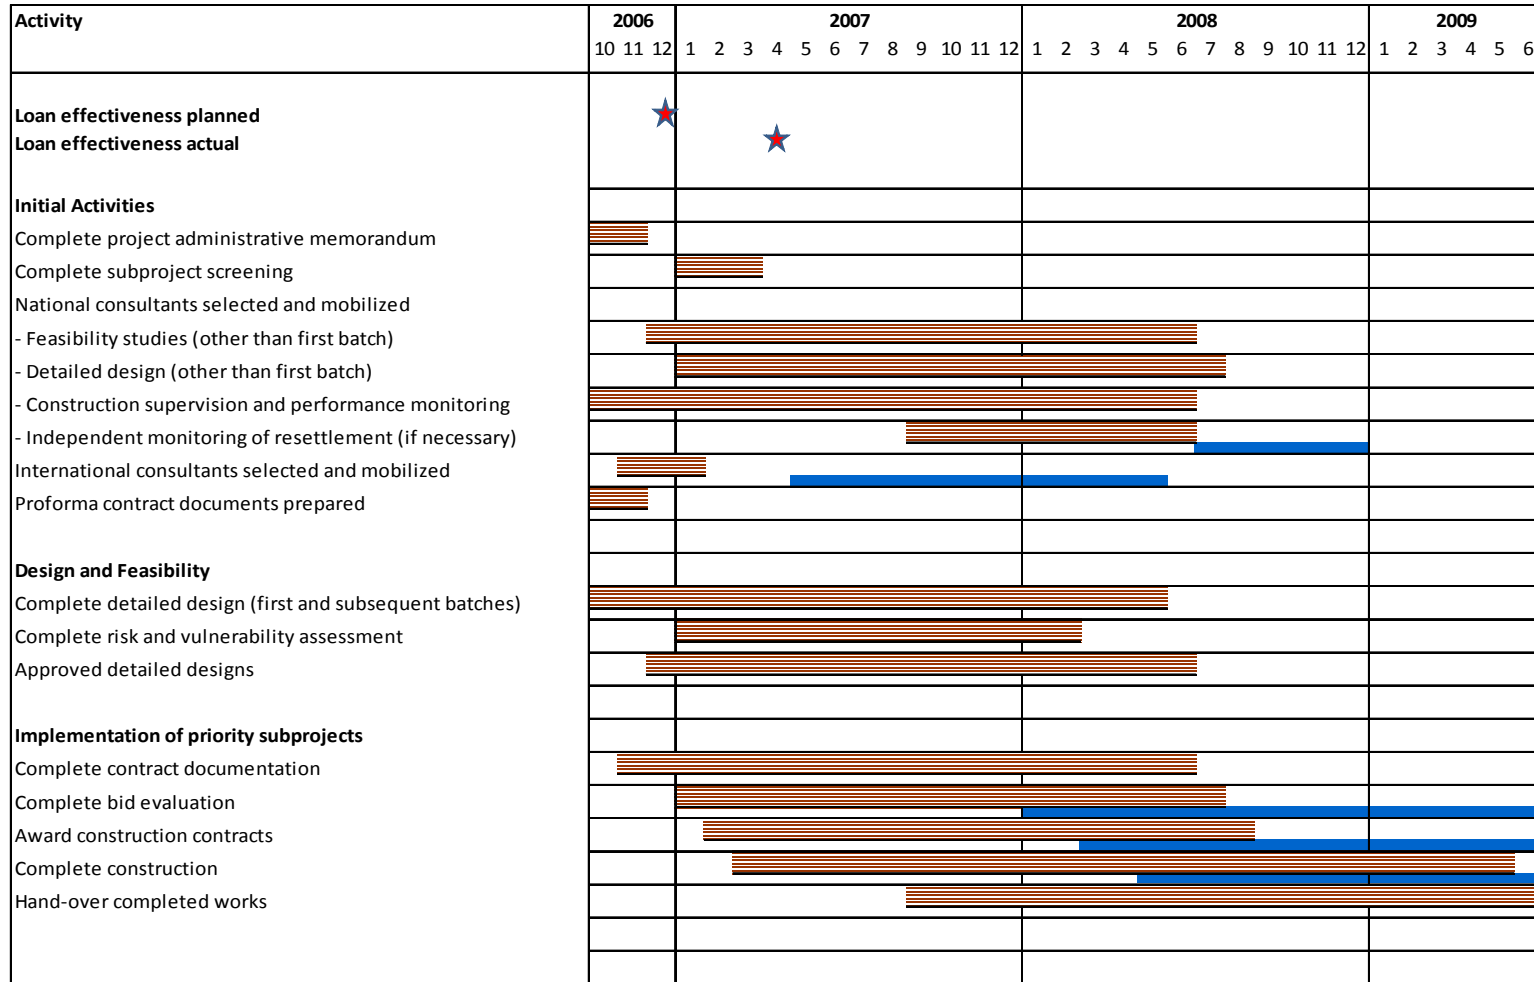 Activity 2006 2007 2008 2009
10 11 12 1 2 3 4 5 6 7 8 9 10 11 12 1 2 3 4 5 6 7 8 9 10 11 12 1 2 3 4 5 6
Loan effectiveness planned
Loan effectiveness actual
Initial Activities
Complete project administrative memorandum
Complete subproject screening
National consultants selected and mobilized
- Feasibility studies (other than first batch)
- Detailed design (other than first batch)
- Construction supervision and performance monitoring
- Independent monitoring of resettlement (if necessary)
International consultants selected and mobilized
Proforma contract documents prepared
Design and Feasibility
Complete detailed design (first and subsequent batches)
Complete risk and vulnerability assessment
Approved detailed designs
Implementation of priority subprojects
Complete contract documentation
Complete bid evaluation
Award construction contracts
Complete construction
Hand-over completed works